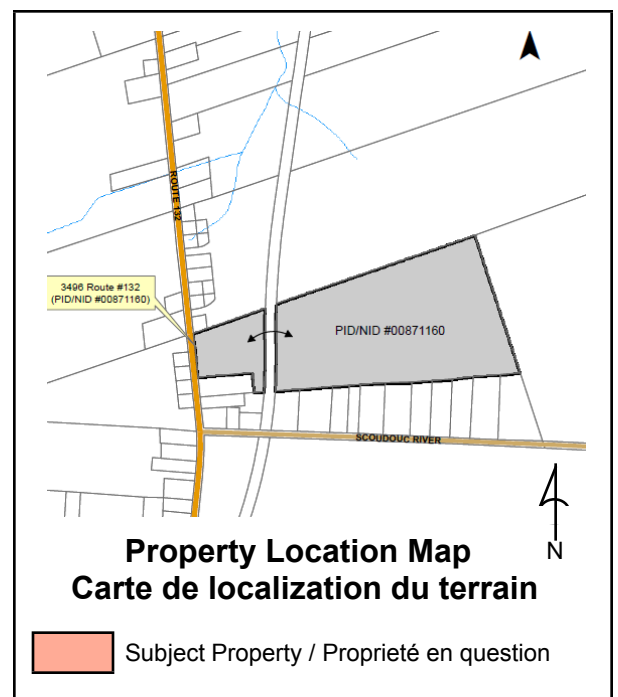 ROUTE 132
3496 Route #132
(PID/NID #00871160)
PID/NID #00871160
SCOUDOUC RIVER
N
Property Location Map
Carte de localization du terrain
Subject Property / Proprieté en question